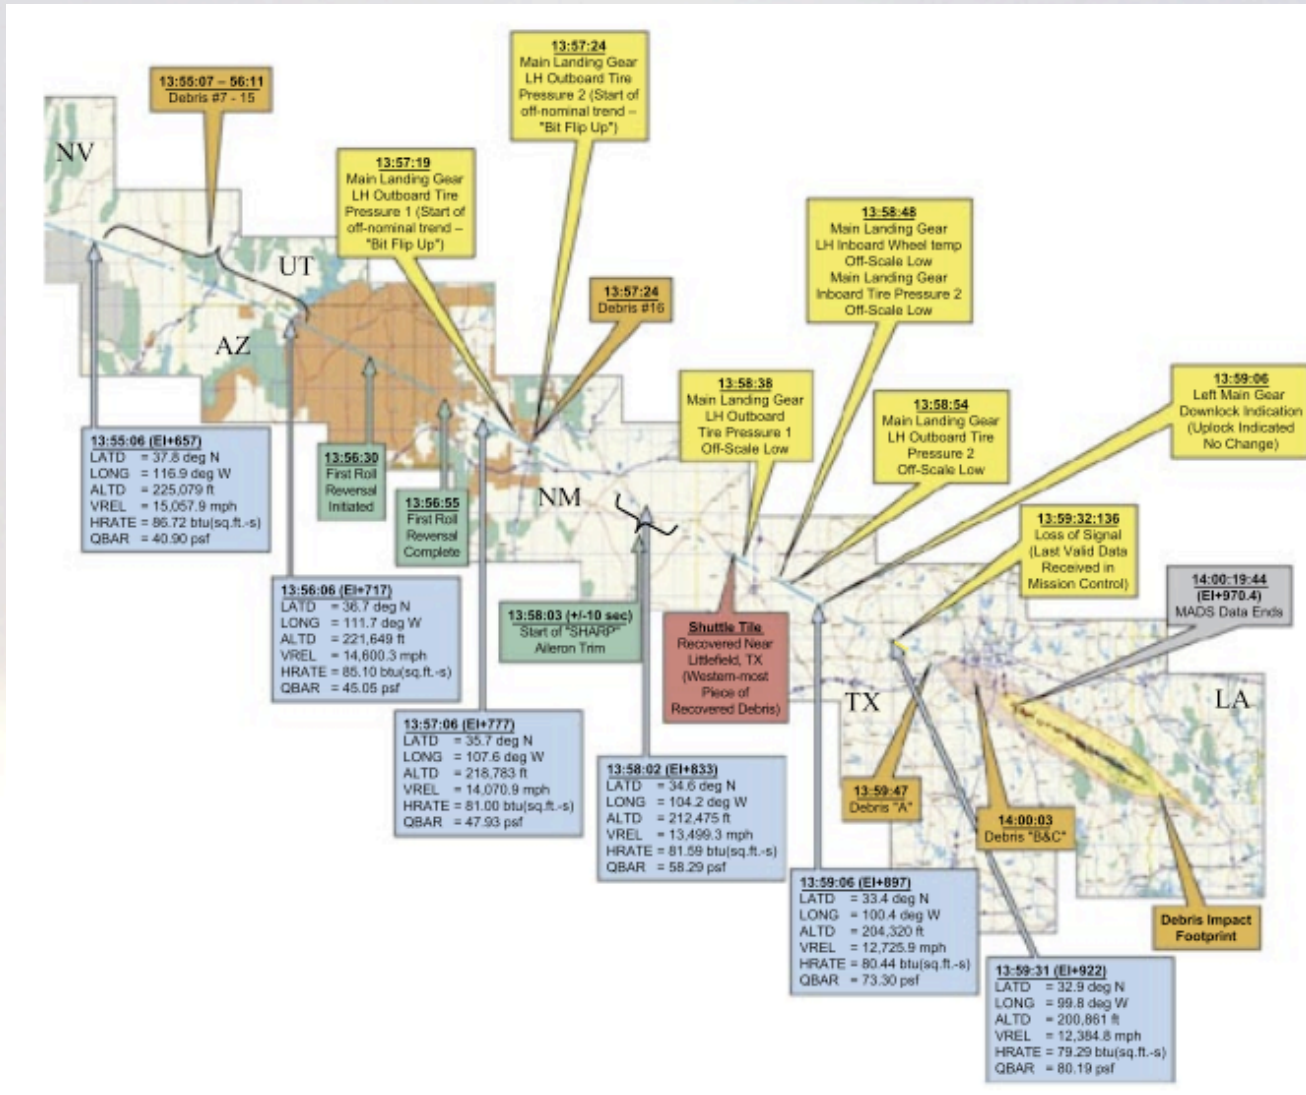 13:57:24
Main Landing Gear
LH Outboard Tire
Pressure 2 (Start of
off-nominal trend –
"Bit Flip Up")
13:55:07 – 56:11
Debris #7 - 15
NV
13:57:19
Main Landing Gear
LH Outboard Tire
Pressure 1 (Start of
off-nominal trend –
"Bit Flip Up")
13:58:48
Main Landing Gear
LH Inboard Wheel temp
Off-Scale Low
Main Landing Gear
Inboard Tire Pressure 2
Off-Scale Low
UT
13:57:24
Debris #16
AZ
13:58:38
Main Landing Gear
LH Outboard
Tire Pressure 1
Off-Scale Low
13:58:54
Main Landing Gear
LH Outboard Tire
Pressure 2
Off-Scale Low
13:59:06
Left Main Gear
Downlock Indication
(Uplock Indicated
No Change)
13:55:06 (EI+657)
LATD = 37.8 deg N
LONG = 116.9 deg W
ALTD = 225,079 ft
VREL = 15,057.9 mph
HRATE = 86.72 btu(sq.ft.-s)
QBAR = 40.90 psf
13:56:30
First Roll
Reversal
Initiated
13:56:55
First Roll
Reversal
Complete
NM
13:59:32:136
Loss of Signal
(Last Valid Data
Received in
Mission Control)
14:00:19:44
(EI+970.4)
MADS Data Ends
13:56:06 (EI+717)
LATD = 36.7 deg N
LONG = 111.7 deg W
ALTD = 221,649 ft
VREL = 14,600.3 mph
HRATE = 85.10 btu(sq.ft.-s)
QBAR = 45.05 psf
13:58:03 (+/-10 sec)
Start of "SHARP"
Aileron Trim
Shuttle Tile
Recovered Near
Littlefield, TX
(Western-most
Piece of
Recovered Debris)
TX
LA
13:57:06 (EI+777)
LATD = 35.7 deg N
LONG = 107.6 deg W
ALTD = 218,783 ft
VREL = 14,070.9 mph
HRATE = 81.00 btu(sq.ft.-s)
QBAR = 47.93 psf
13:58:02 (EI+833)
LATD = 34.6 deg N
LONG = 104.2 deg W
ALTD = 212,475 ft
VREL = 13,499.3 mph
HRATE = 81.59 btu(sq.ft.-s)
QBAR = 58.29 psf
13:59:47
Debris "A"
14:00:03
Debris "B&C"
13:59:06 (EI+897)
LATD = 33.4 deg N
LONG = 100.4 deg W
ALTD = 204,320 ft
VREL = 12,725.9 mph
HRATE = 80.44 btu(sq.ft.-s)
QBAR = 73.30 psf
Debris Impact
Footprint
13:59:31 (EI+922)
LATD = 32.9 deg N
LONG = 99.8 deg W
ALTD = 200,861 ft
VREL = 12,384.8 mph
HRATE = 79.29 btu(sq.ft.-s)
QBAR = 80.19 psf